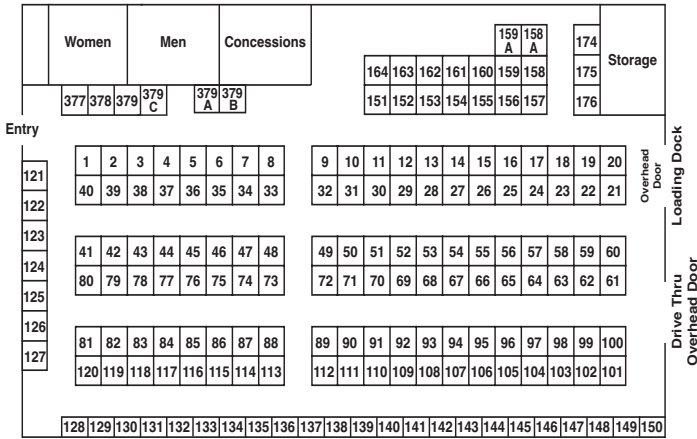 Women Men Concessions
159 A 158 A 174
Storage
164 163 162 161 160 159 158 175
377 378 379 379 C 379 A 379 B 151 152 153 154 155 156 157 176
Entry
1 2 3 4 5 6 7 8 9 10 11 12 13 14 15 16 17 18 19 20
40 39 38 37 36 35 34 33 32 31 30 29 28 27 26 25 24 23 22 21
Overhead Door
Loading Dock
121
122
123
124
125
126
127
41 42 43 44 45 46 47 48 49 50 51 52 53 54 55 56 57 58 59 60
80 79 78 77 76 75 74 73 72 71 70 69 68 67 66 65 64 63 62 61
Drive Thru
Overhead Door
81 82 83 84 85 86 87 88 89 90 91 92 93 94 95 96 97 98 99 100
120 119 118 117 116 115 114 113 112 111 110 109 108 107 106 105 104 103 102 101
128 129 130 131 132 133 134 135 136 137 138 139 140 141 142 143 144 145 146 147 148 149 150